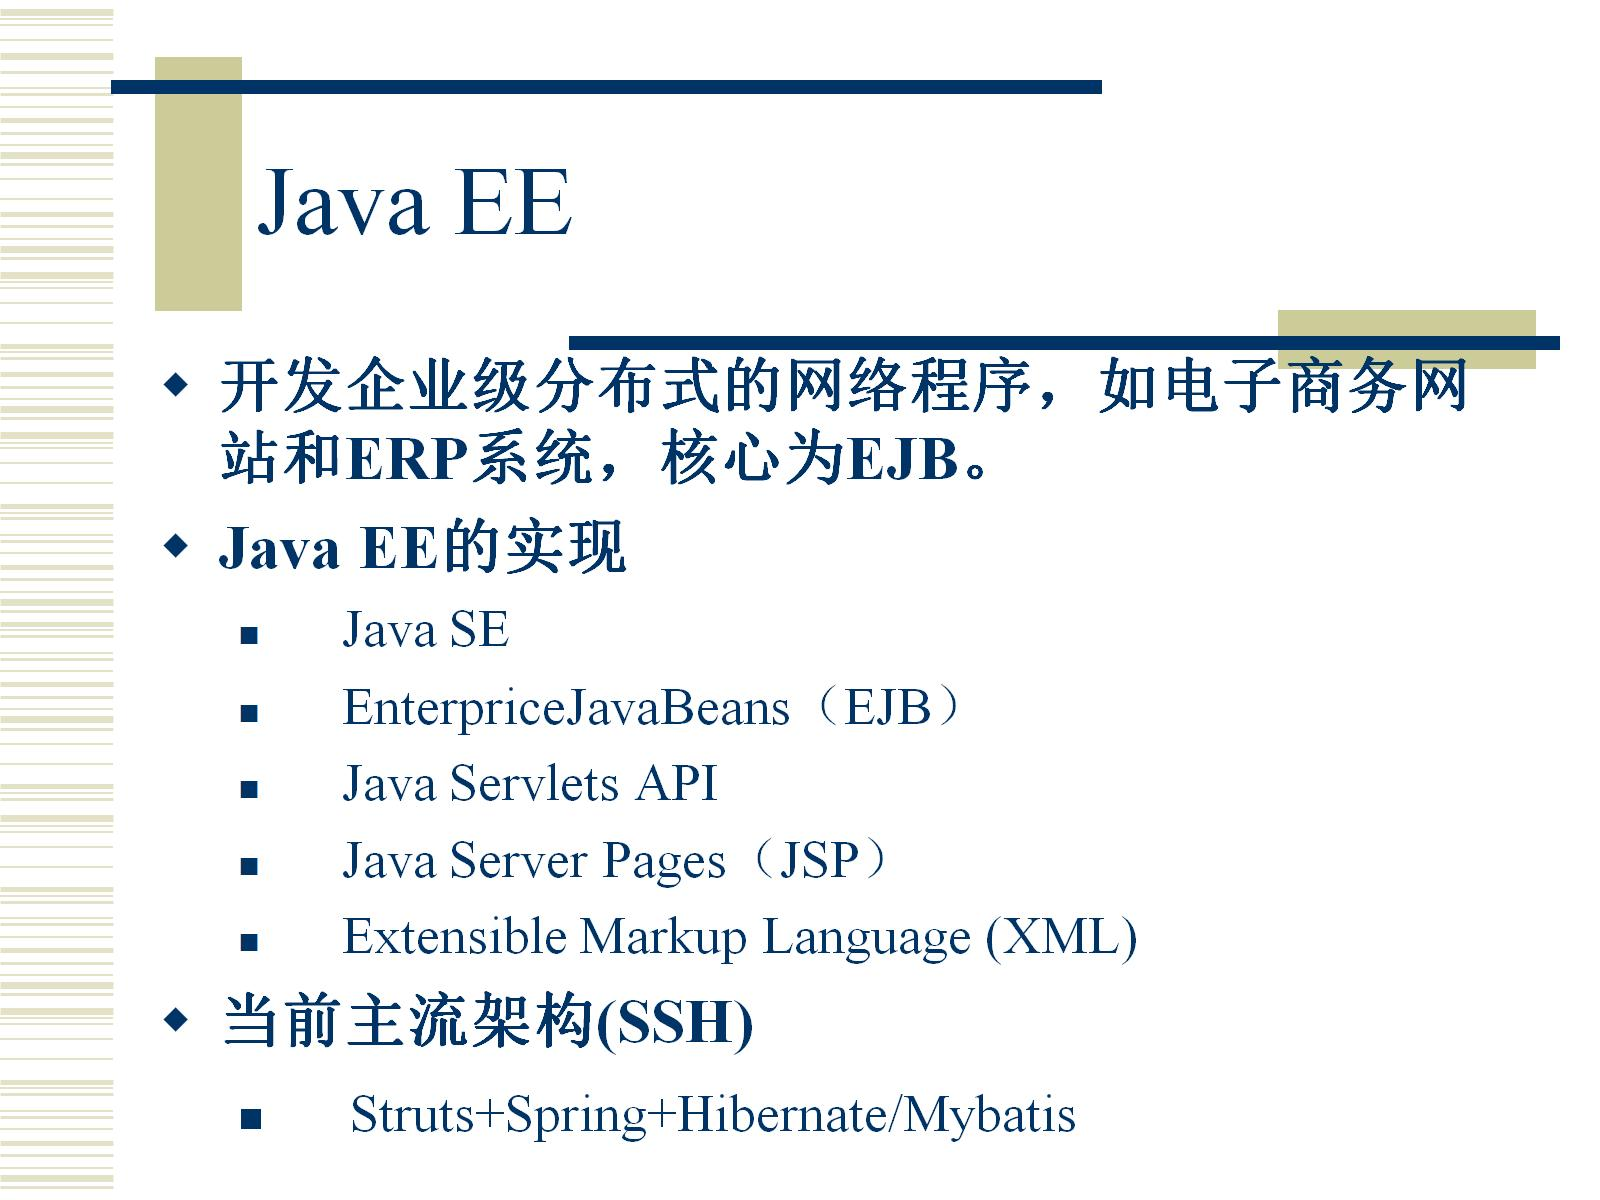 Java EE
开发企业级分布式的网络程序，如电子商务网
站和ERP系统，核心为EJB。
Java EE的实现
Java SE
EnterpriceJavaBeans（EJB）
Java Servlets API
Java Server Pages（JSP）
Extensible Markup Language (XML)
当前主流架构(SSH)
Struts+Spring+Hibernate/Mybatis